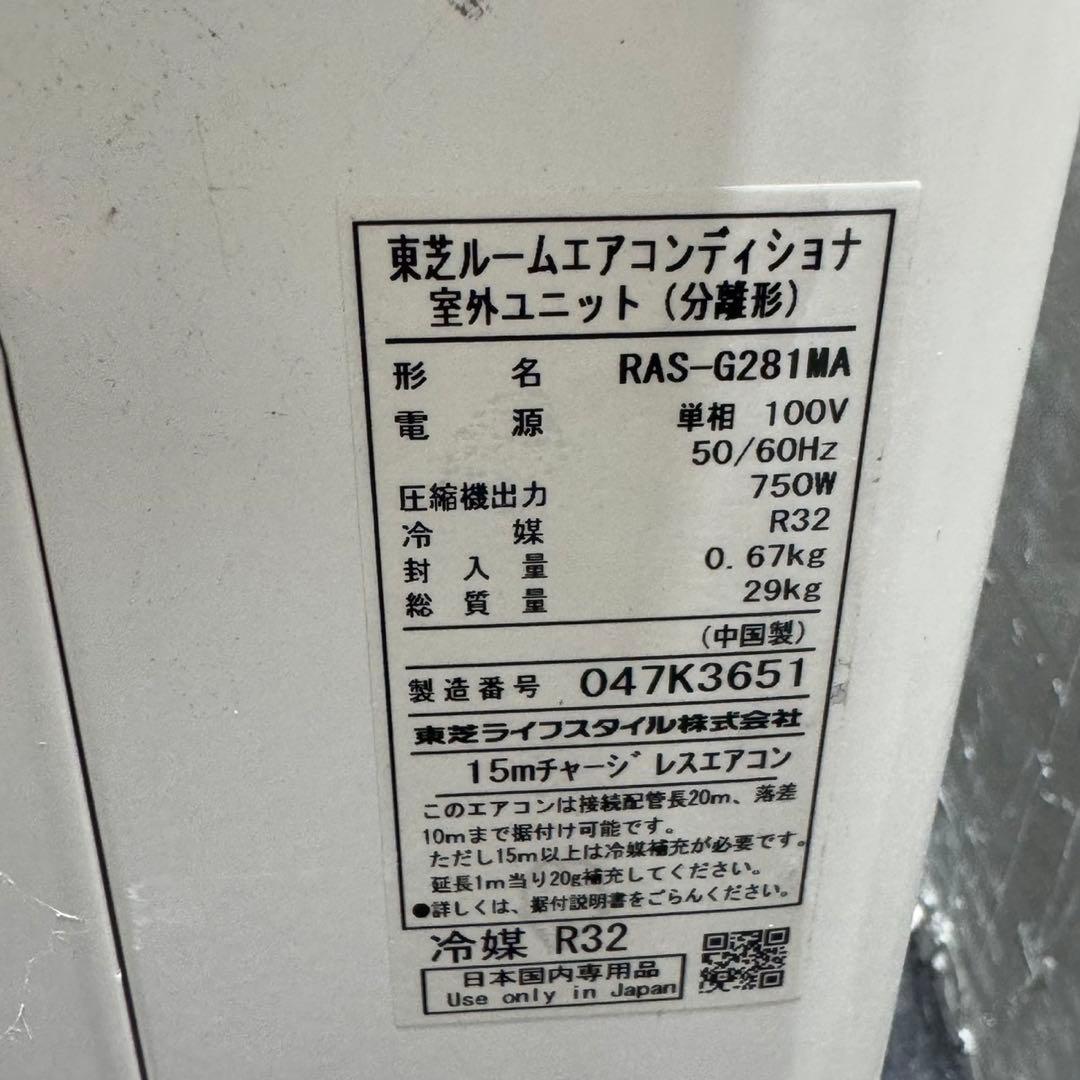 東芝ルームエアコンディショナ
室外ユニット(分離形)
形名 RAS-G281MA
電源 単相 100V
50/60Hz
圧縮機出力 750W
冷媒 R32
封入量 0.67kg
総質量 29kg
(中国製)
製造番号 047K3651
東芝ライフスタイル株式会社
15mチャージレスエアコン
このエアコンは接続配管長20m、落差
10mまで据付け可能です。
ただし15m以上は冷媒補充が必要です。
延長1m当り20g補充してください。
●詳しくは、据付説明書をごらんください。
冷媒 R32
日本国内専用品
Use only in Japan